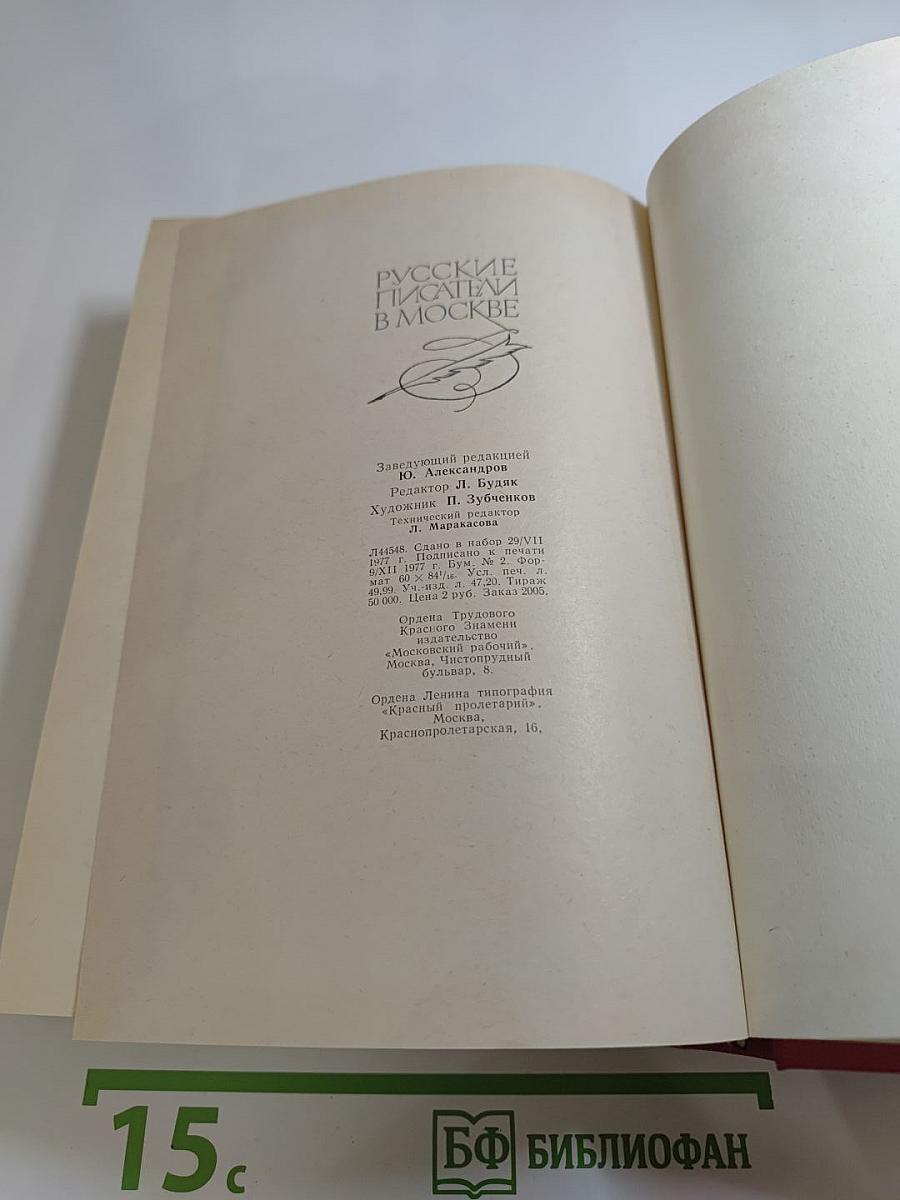 РУССКИЕ
ПИСАТЕЛИ
В МОСКВЕ
Заведующий редакцией
Ю. Александров
Редактор Л. Будяк
Художник П. Зубченков
Технический редактор
Л. Маракасова
Л44548. Сдано в набор 29/VII
1977 г. Подписано к печати
9/XII 1977 г. Бум. № 2. Фор-
мат 60 × 84¹/₁₆. Усл. печ. л.
49,99. Уч.-изд. л. 47,20. Тираж
50 000. Цена 2 руб. Заказ 2005.
Ордена Трудового
Красного Знамени
издательство
«Московский рабочий».
Москва, Чистопрудный
бульвар, 8.
Ордена Ленина типография
«Красный пролетарий».
Москва,
Краснопролетарская, 16.
15 с
БФ БИБЛИОФАН